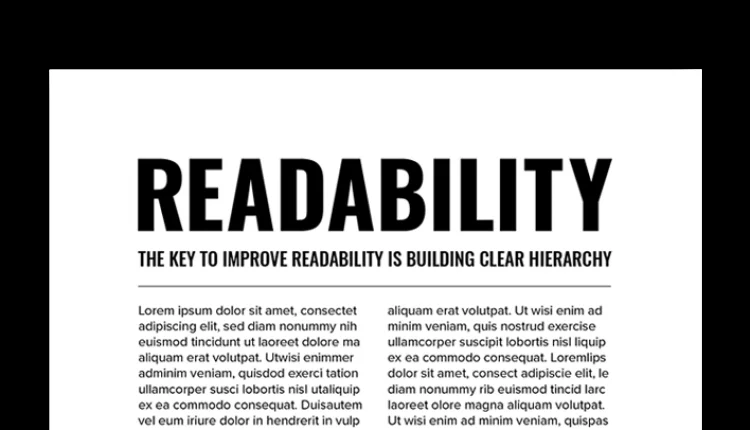 READABILITY
THE KEY TO IMPROVE READABILITY IS BUILDING CLEAR HIERARCHY
Lorem ipsum dolor sit amet, consectet
adipiscing elit, sed diam nonummy nih
euismod tincidunt ut laoreet dolore ma
aliquam erat volutpat. Utwisi enimmer
adminim veniam, quisdod exerci tation
ullamcorper susci lobortis nisl utaliquip
ex ea commodo consequat. Duisautem
vel eum iriure dolor in hendrerit in vulp
aliquam erat volutpat. Ut wisi enim ad
minim veniam, quis nostrud exercise
ullamcorper suscipit lobortis nisl liquip
ex ea commodo consequat. Loremlips
dolor sit amet, consect adipiscie elit, le
diam nonummy rib euismod tincid larc
laoreet olore magna aliquam volutpat.
Ut wisi enim ad minim veniam, quispas